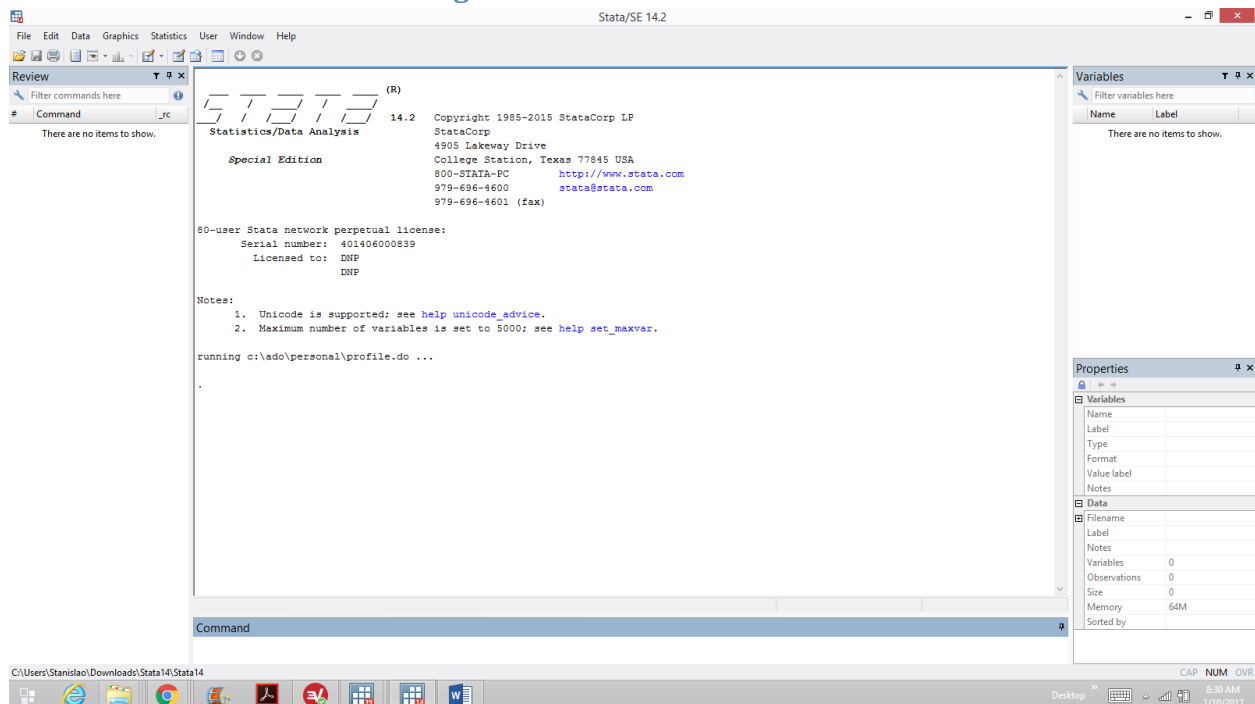 Stata/SE 14.2
File Edit Data Graphics Statistics User Window Help
Review
Filter commands here
# Command _rc
There are no items to show.
(R)
14.2 Copyright 1985-2015 StataCorp LP
Statistics/Data Analysis StataCorp
4905 Lakeway Drive
Special Edition College Station, Texas 77845 USA
800-STATA-PC http://www.stata.com
979-696-4600 stata@stata.com
979-696-4601 (fax)
80-user Stata network perpetual license:
Serial number: 401406000839
Licensed to: DNP
DNP
Notes:
1. Unicode is supported; see help unicode_advice.
2. Maximum number of variables is set to 5000; see help set_maxvar.
running c:\ado\personal\profile.do ...
.
Command
Variables
Filter variables here
Name Label
There are no items to show.
Properties
Variables
Name
Label
Type
Format
Value label
Notes
Data
Filename
Label
Notes
Variables 0
Observations 0
Size 0
Memory 64M
Sorted by
C:\Users\Stanislao\Downloads\Stata14\Stata14
CAP NUM OVR
Desktop
8:30 AM
1/10/2017